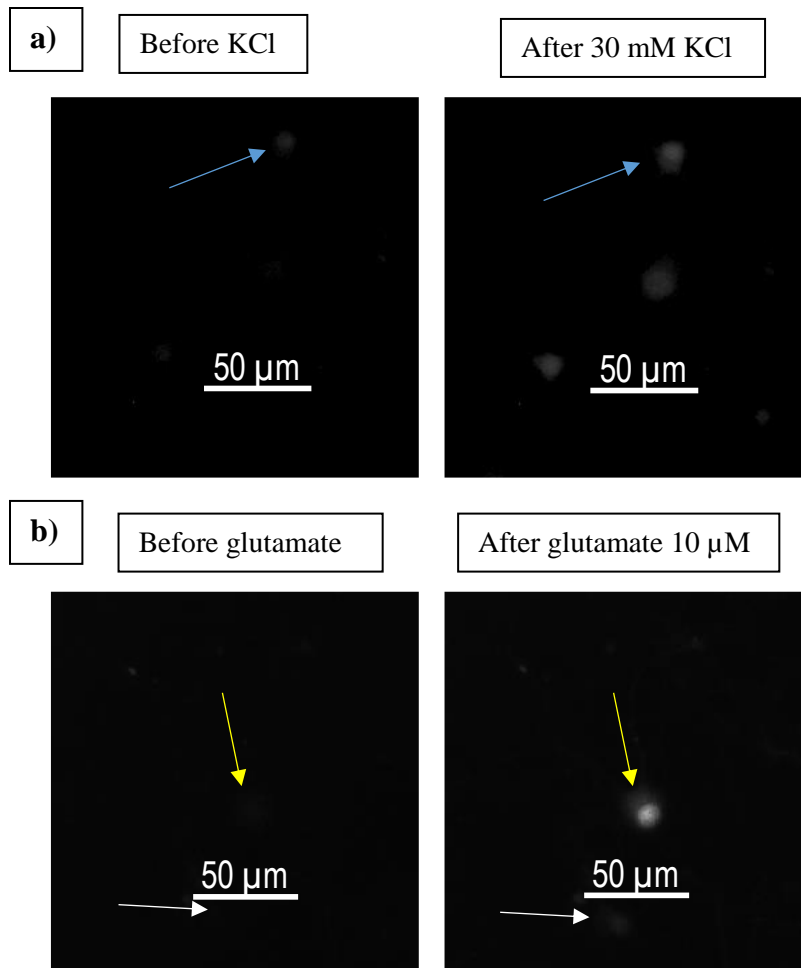 a)
Before KCl
After 30 mM KCl
50 µm
50 µm
b)
Before glutamate
After glutamate 10 µM
50 µm
50 µm